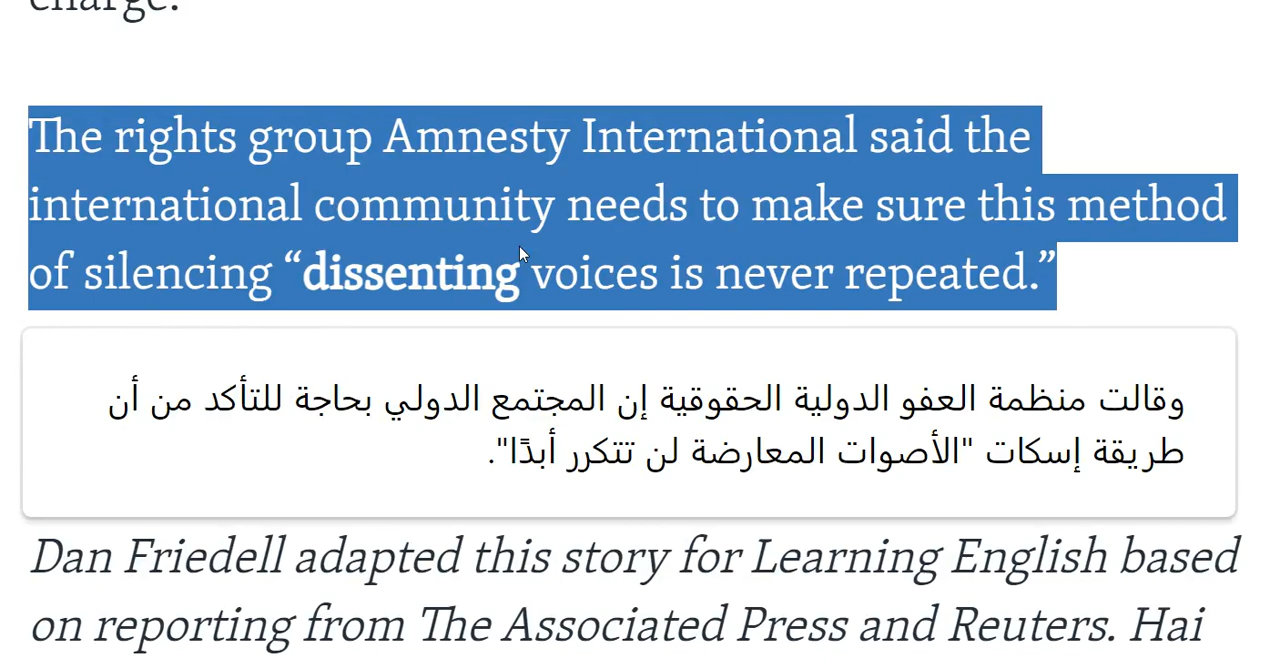 charge.
The rights group Amnesty International said the
international community needs to make sure this method
of silencing “dissenting voices is never repeated.”
وقالت منظمة العفو الدولية الحقوقية إن المجتمع الدولي بحاجة للتأكد من أن
طريقة إسكات "الأصوات المعارضة لن تتكرر أبدًا".
Dan Friedell adapted this story for Learning English based
on reporting from The Associated Press and Reuters. Hai